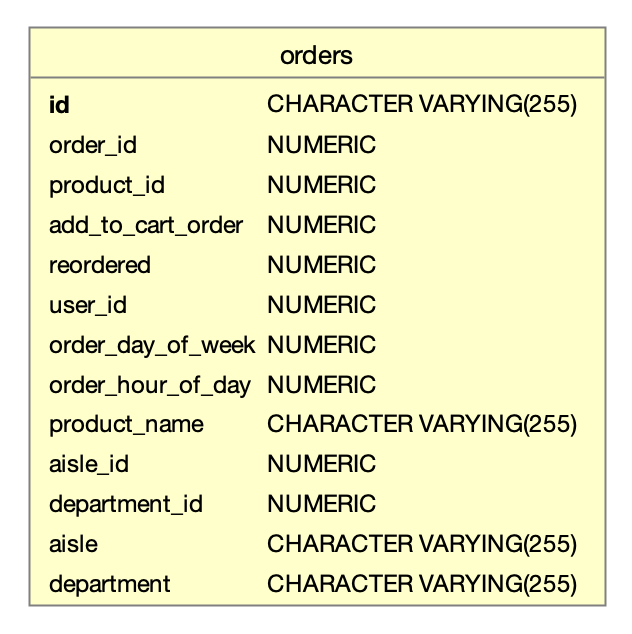 orders
id CHARACTER VARYING(255)
order_id NUMERIC
product_id NUMERIC
add_to_cart_order NUMERIC
reordered NUMERIC
user_id NUMERIC
order_day_of_week NUMERIC
order_hour_of_day NUMERIC
product_name CHARACTER VARYING(255)
aisle_id NUMERIC
department_id NUMERIC
aisle CHARACTER VARYING(255)
department CHARACTER VARYING(255)